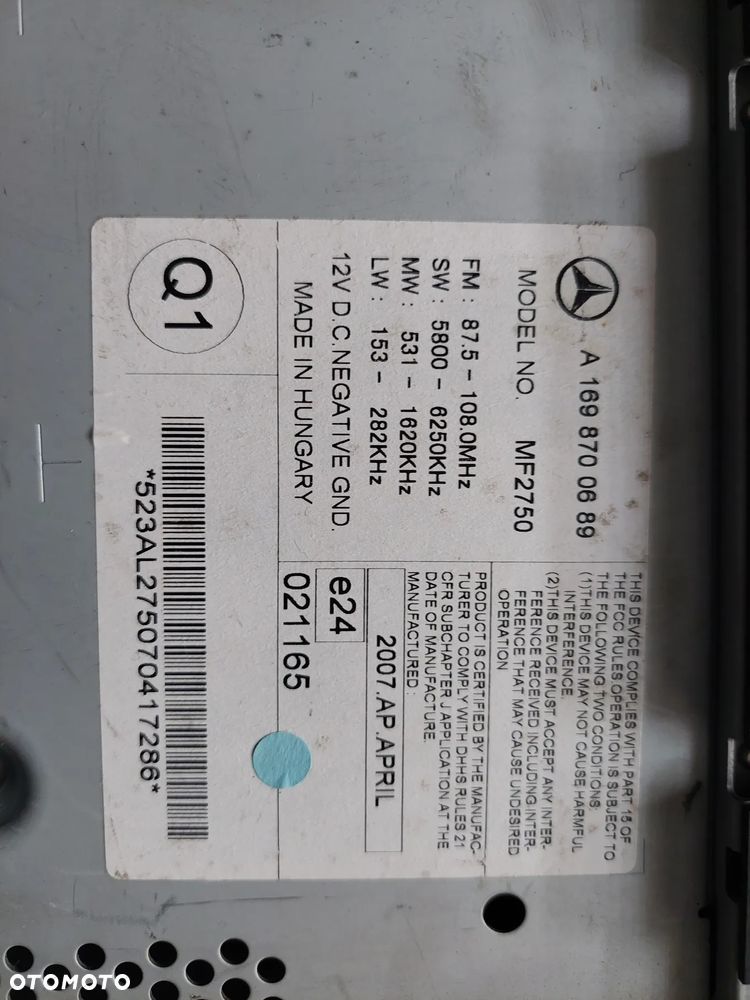 A 169 870 06 89
MODEL NO. MF2750
FM : 87.5 – 108.0MHz
SW : 5800 – 6250KHz
MW : 531 – 1620KHz
LW : 153 – 282KHz
12V D.C.NEGATIVE GND.
MADE IN HUNGARY
THIS DEVICE COMPLIES WITH PART 15 OF
THE FCC RULES.OPERATION IS SUBJECT TO
THE FOLLOWING TWO CONDITIONS:
(1)THIS DEVICE MAY NOT CAUSE HARMFUL
INTERFERENCE.
(2)THIS DEVICE MUST ACCEPT ANY INTER-
FERENCE RECEIVED INCLUDING.INTER-
FERENCE THAT MAY CAUSE UNDESIRED
OPERATION
PRODUCT IS CERTIFIED BY THE MANUFAC-
TURER TO COMPLY WITH DHHS RULES 21
CFR SUBCHAPTER J APPLICATION AT THE
DATE OF MANUFACTURE.
MANUFACTURED :
2007.AP.APRIL
e24
021165
Q1
*523AL275070417286*
OTOMOTO